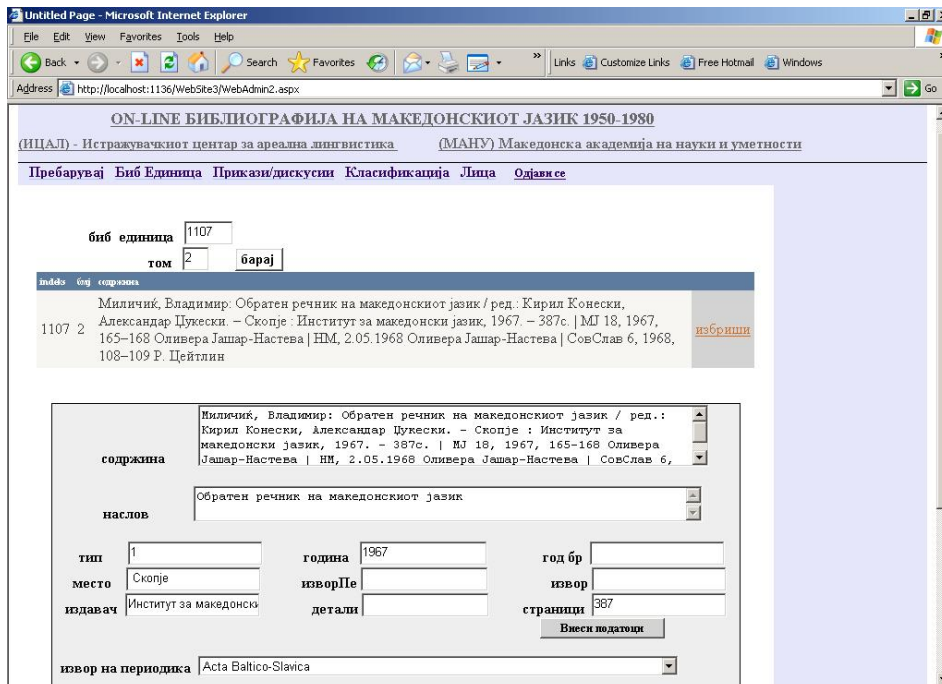 Untitled Page - Microsoft Internet Explorer
File Edit View Favorites Tools Help
Back Search Favorites » Links Customize Links Free Hotmail Windows »
Address http://localhost:1136/WebSite3/WebAdmin2.aspx Go
ON-LINE БИБЛИОГРАФИЈА НА МАКЕДОНСКИОТ ЈАЗИК 1950-1980
(ИЦАЛ) - Истражувачкиот центар за ареална лингвистика (МАНУ) Македонска академија на науки и уметности
Пребарувај Биб Единица Прикази/дискусии Класификација Лица Одјави се
биб единица 1107
том 2 барај
indeks број содржина
Миличиќ, Владимир: Обратен речник на македонскиот јазик / ред.: Кирил Конески,
1107 2 Александар Цукески. – Скопје : Институт за македонски јазик, 1967. – 387с. | МЈ 18, 1967,
165–168 Оливера Јашар-Настева | НМ, 2.05.1968 Оливера Јашар-Настева | СовСлав 6, 1968,
108–109 Р. Цейтлин
избриши
Миличиќ, Владимир: Обратен речник на македонскиот јазик / ред.:
Кирил Конески, Александар Цукески. – Скопје : Институт за
македонски јазик, 1967. – 387с. | МЈ 18, 1967, 165–168 Оливера
Јашар-Настева | НМ, 2.05.1968 Оливера Јашар-Настева | СовСлав 6,
содржина
Обратен речник на македонскиот јазик
наслов
тип 1 година 1967 год бр
место Скопје изворПе извор
издавач Институт за македонски детали страници 387
Внеси податоци
извор на периодика Acta Baltico-Slavica